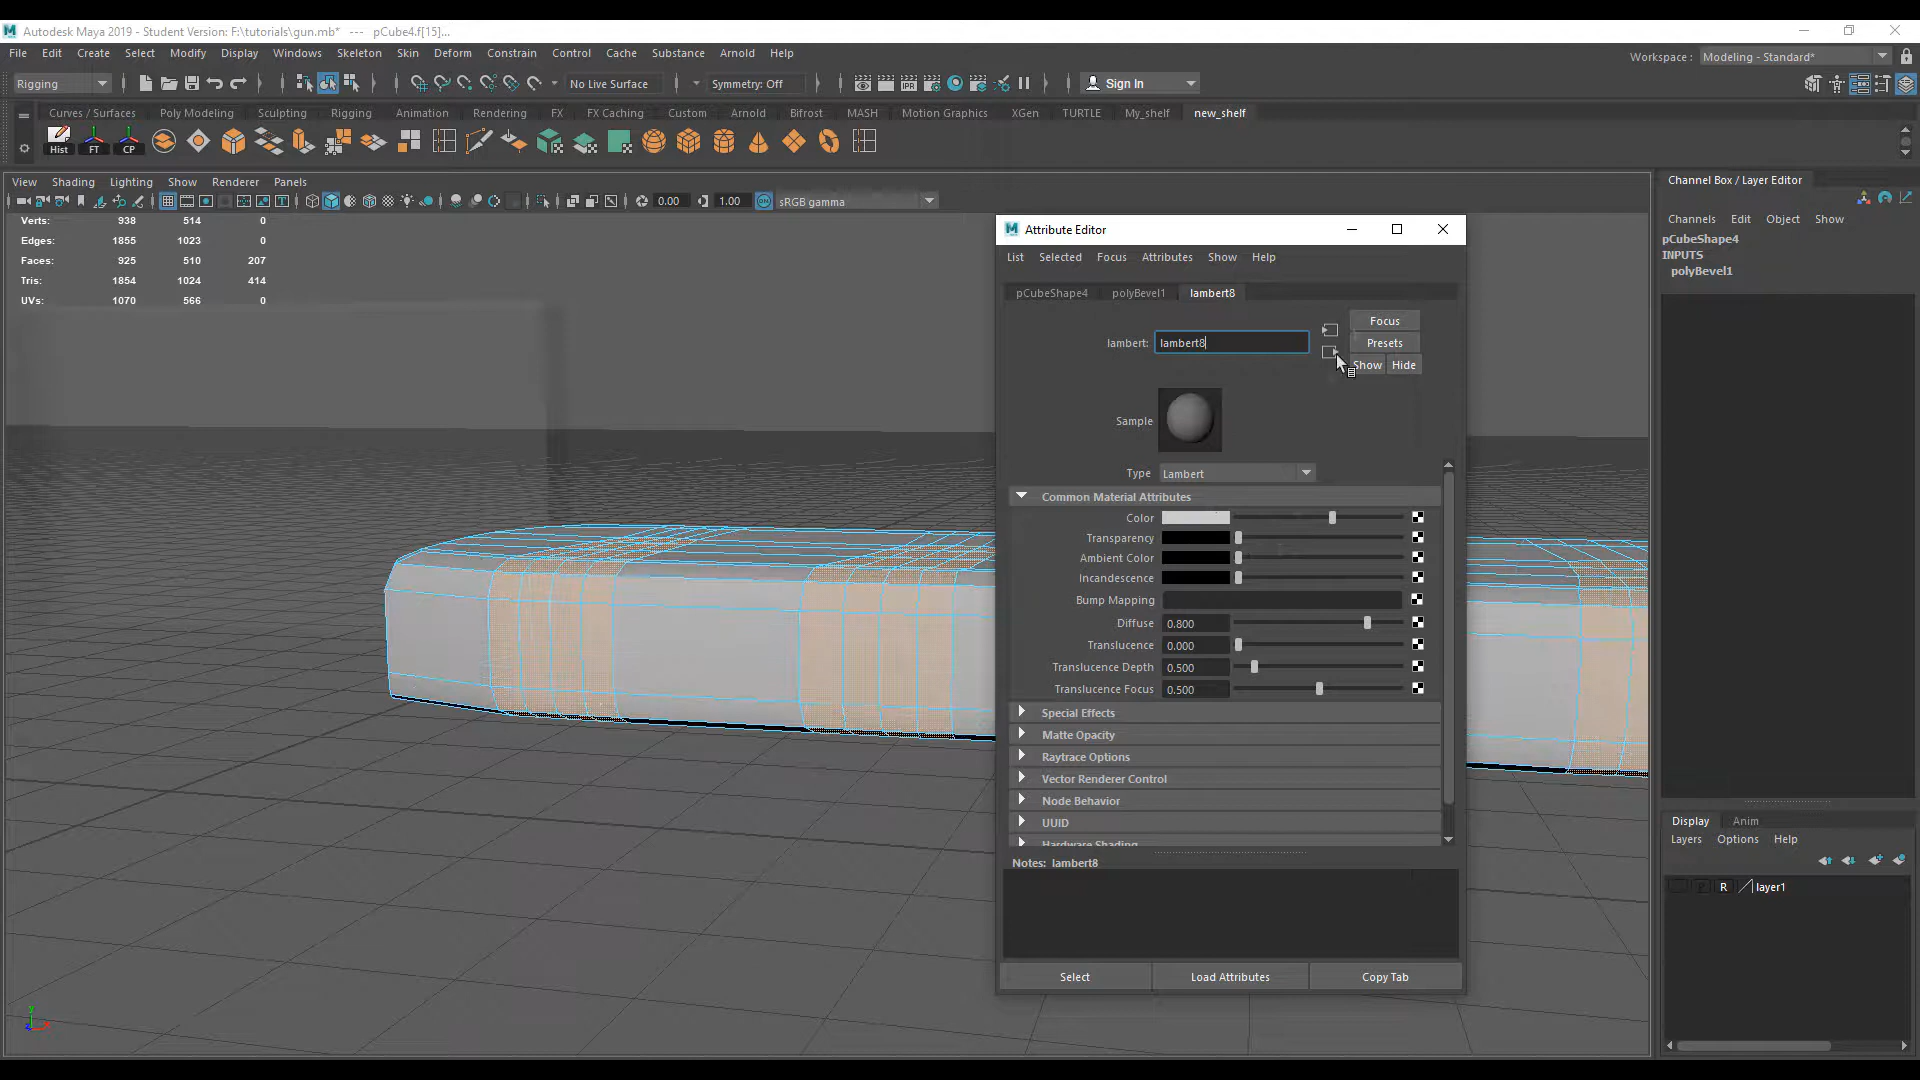 Autodesk Maya 2019 - Student Version: F:\tutorials\gun.mb* --- pCube4.f[15]...
File Edit Create Select Modify Display Windows Skeleton Skin Deform Constrain Control Cache Substance Arnold Help
Workspace : Modeling - Standard*
Rigging
No Live Surface
Symmetry: Off
IPR
Sign In
Curves / Surfaces Poly Modeling Sculpting Rigging Animation Rendering FX FX Caching Custom Arnold Bifrost MASH Motion Graphics XGen TURTLE My_shelf new_shelf
Hist FT CP
View Shading Lighting Show Renderer Panels
0.00 1.00 sRGB gamma
Verts: 938 514 0
Edges: 1855 1023 0
Faces: 925 510 207
Tris: 1854 1024 414
UVs: 1070 566 0
Attribute Editor
List Selected Focus Attributes Show Help
pCubeShape4 polyBevel1 lambert8
lambert: lambert8
Focus
Presets
Show Hide
Sample
Type Lambert
Common Material Attributes
Color
Transparency
Ambient Color
Incandescence
Bump Mapping
Diffuse 0.800
Translucence 0.000
Translucence Depth 0.500
Translucence Focus 0.500
Special Effects
Matte Opacity
Raytrace Options
Vector Renderer Control
Node Behavior
UUID
Hardware Shading
Notes: lambert8
Select Load Attributes Copy Tab
Channel Box / Layer Editor
Channels Edit Object Show
pCubeShape4
INPUTS
polyBevel1
Display Anim
Layers Options Help
R layer1
y